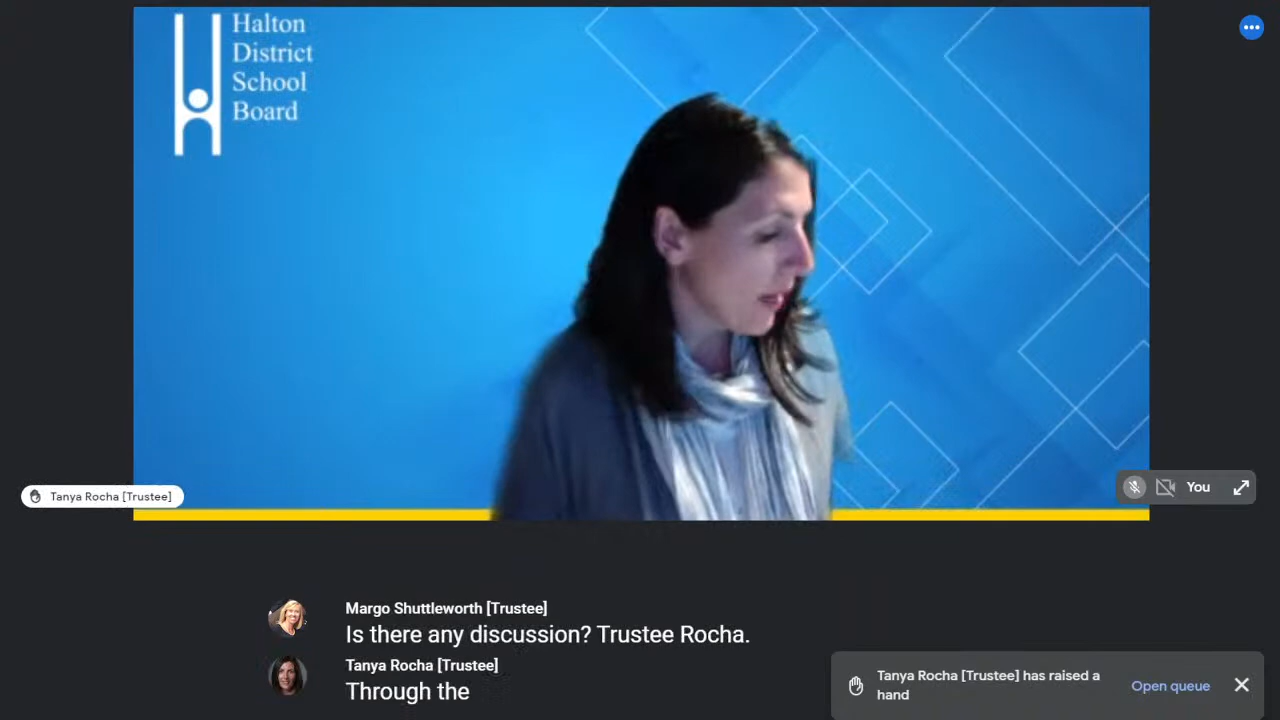 Halton
District
School
Board
Tanya Rocha [Trustee]
You
Margo Shuttleworth [Trustee]
Is there any discussion? Trustee Rocha.
Tanya Rocha [Trustee]
Through the
Tanya Rocha [Trustee] has raised a
hand
Open queue